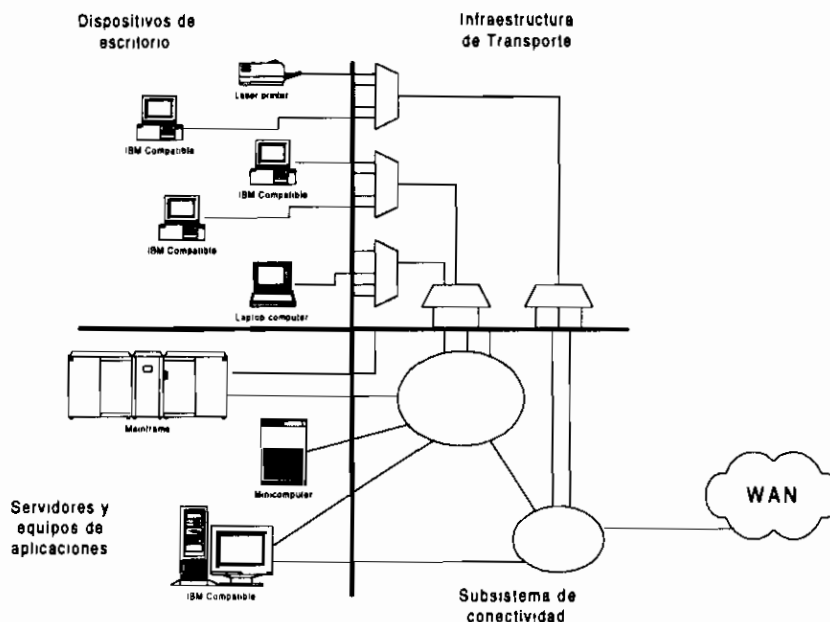 Dispositivos de
escritorio
Infraestructura
de Transporte
Laser printer
IBM Compatible
IBM Compatible
IBM Compatible
Laptop computer
Mainframe
Minicomputer
Servidores y
equipos de
aplicaciones
WAN
IBM Compatible
Subsistema de
conectividad